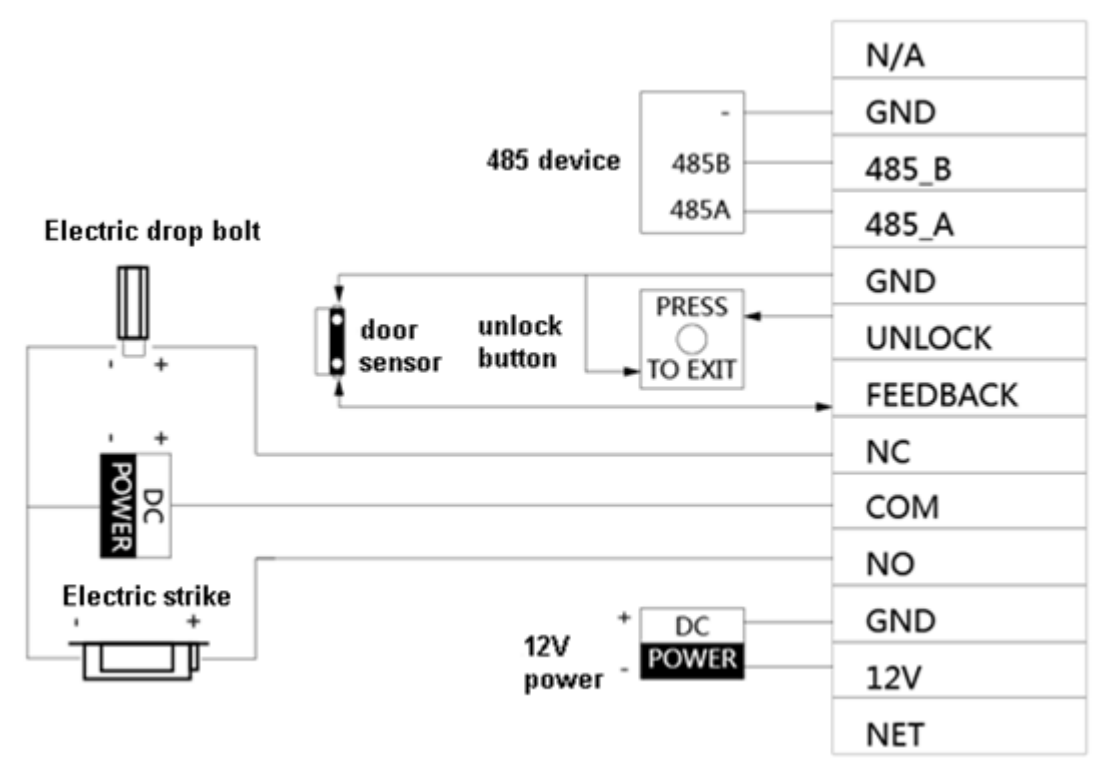 N/A
GND
485 device
-
485B
485_B
485A
485_A
Electric drop bolt
GND
PRESS
TO EXIT
UNLOCK
door
sensor
unlock
button
FEEDBACK
- +
- +
NC
DC
POWER
COM
NO
Electric strike
- +
GND
12V
power
+
-
DC
POWER
12V
NET